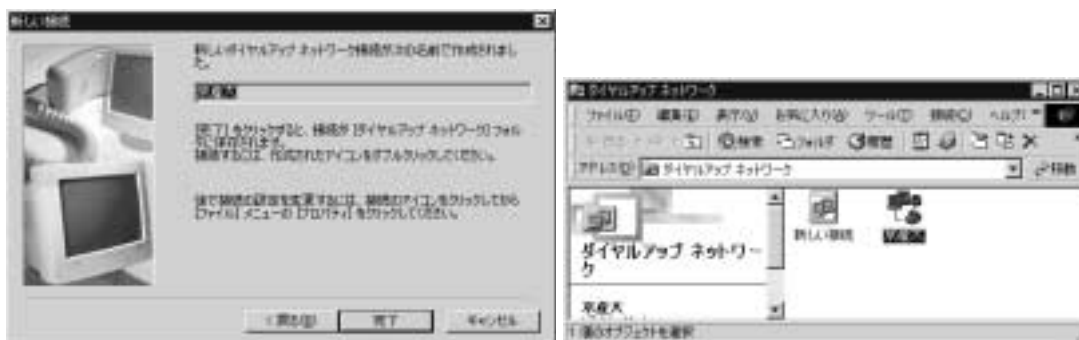 新しい接続
新しいダイヤルアップ ネットワーク接続が次の名前で作成されまし
た。
京産大
[完了] をクリックすると、接続が [ダイヤルアップ ネットワーク] フォル
ダに保存されます。
接続するには、作成されたアイコンをダブルクリックしてください。
後で接続の設定を変更するには、接続のアイコンをクリックしてから
[ファイル] メニューの [プロパティ] をクリックしてください。
< 戻る(B)
完了
キャンセル
ダイヤルアップ ネットワーク
ファイル(F) 編集(E) 表示(V) お気に入り(A) ツール(T) 接続(C) ヘルプ(
検索 フォルダ 履歴
アドレス(D) ダイヤルアップ ネットワーク 移動
ダイヤルアップ ネットワー
ク
京産大
新しい接続 京産大
1 個のオブジェクトを選択